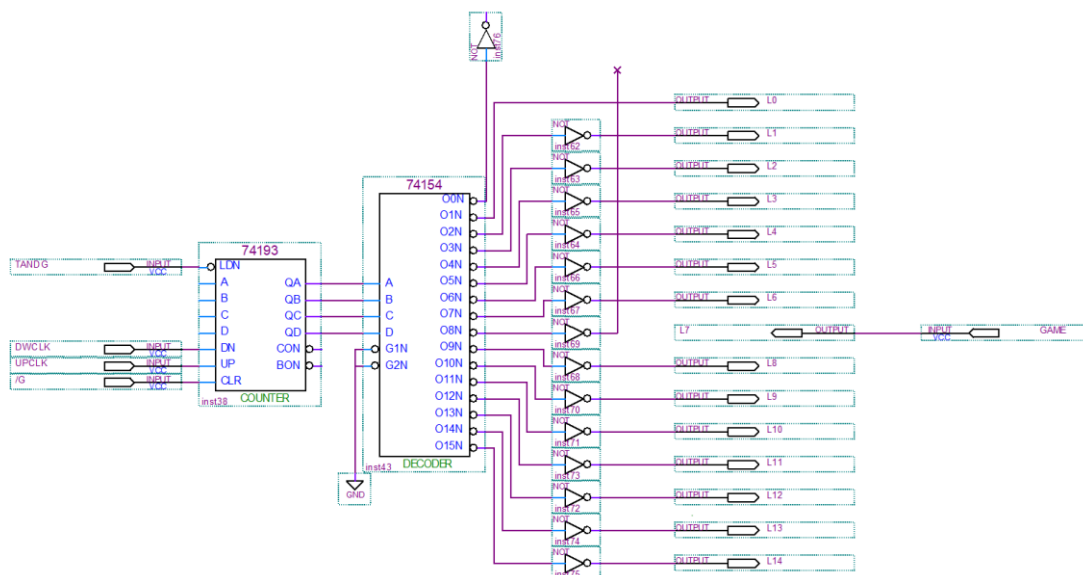 NOT
inst76
OUTPUT L0
NOT
OUTPUT L1
inst62
NOT
OUTPUT L2
inst63
NOT
OUTPUT L3
inst65
NOT
OUTPUT L4
inst64
NOT
OUTPUT L5
inst66
NOT
OUTPUT L6
inst67
NOT
L7 OUTPUT
INPUT
VCC
GAME
inst69
NOT
OUTPUT L8
inst68
NOT
OUTPUT L9
inst70
NOT
OUTPUT L10
inst71
NOT
OUTPUT L11
inst73
NOT
OUTPUT L12
inst72
NOT
OUTPUT L13
inst74
NOT
OUTPUT L14
inst75
74154
O0N
O1N
O2N
O3N
O4N
A O5N
B O6N
C O7N
D O8N
G1N O9N
G2N O10N
O11N
O12N
O13N
O14N
O15N
inst43
DECODER
GND
74193
LDN
A QA
B QB
C QC
D QD
DN CON
UP BON
CLR
inst38
COUNTER
TANDG INPUT
VCC
DWCLK INPUT
VCC
UPCLK INPUT
VCC
/G INPUT
VCC